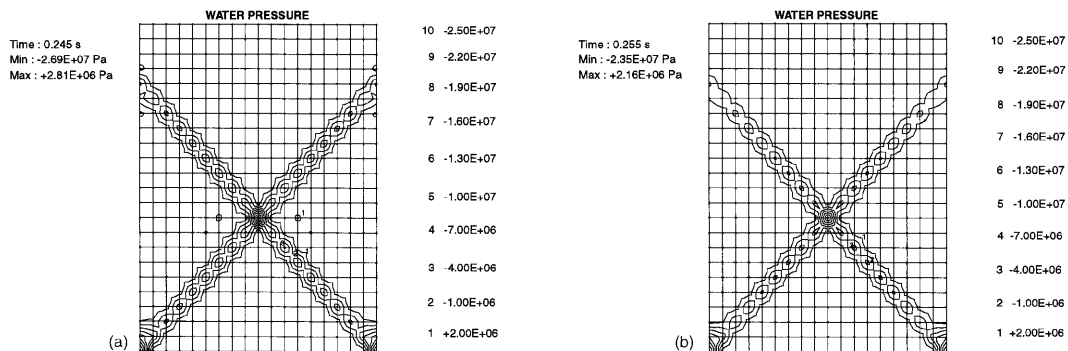 WATER PRESSURE
Time : 0.245 s
Min : -2.69E+07 Pa
Max : +2.81E+06 Pa
10 -2.50E+07
9 -2.20E+07
8 -1.90E+07
7 -1.60E+07
6 -1.30E+07
5 -1.00E+07
4 -7.00E+06
3 -4.00E+06
2 -1.00E+06
1 +2.00E+06
1
(a)
WATER PRESSURE
Time : 0.255 s
Min : -2.35E+07 Pa
Max : +2.16E+06 Pa
10 -2.50E+07
9 -2.20E+07
8 -1.90E+07
7 -1.60E+07
6 -1.30E+07
5 -1.00E+07
4 -7.00E+06
3 -4.00E+06
2 -1.00E+06
1 +2.00E+06
(b)